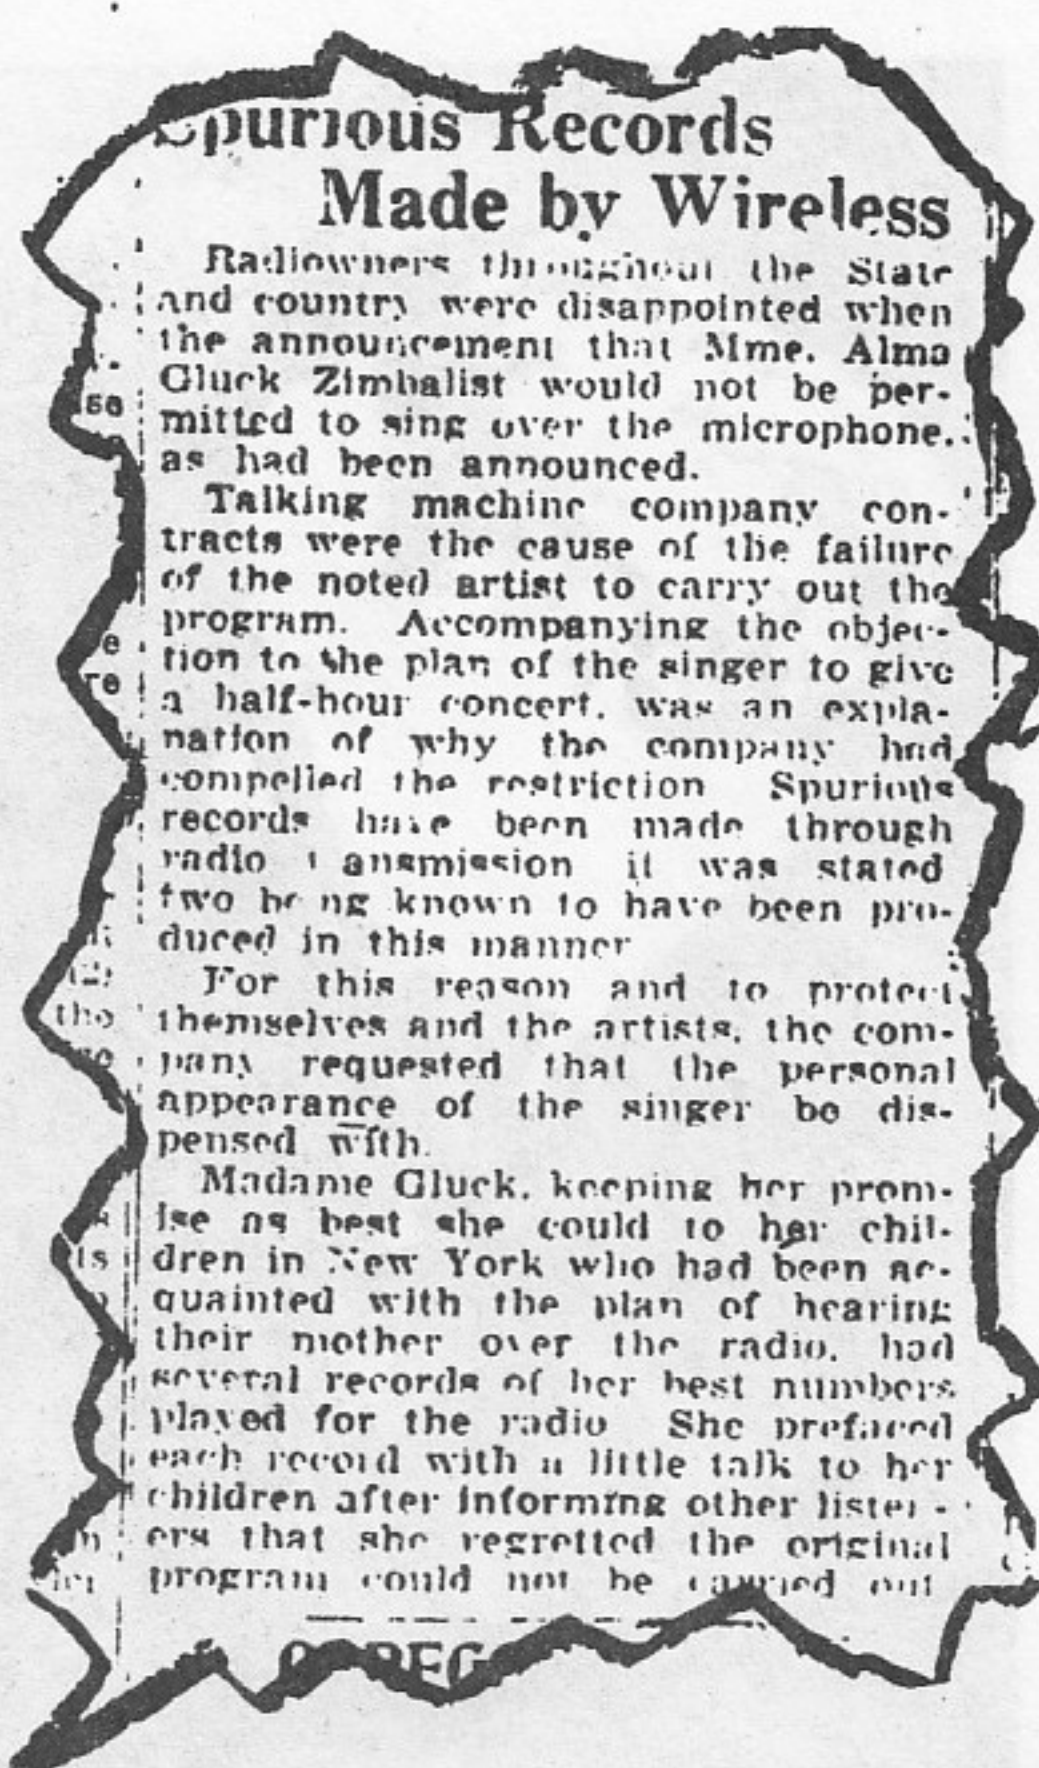 Spurious Records
Made by Wireless
Radiowners throughout the State
and country were disappointed when
the announcement that Mme. Alma
Gluck Zimbalist would not be per-
mitted to sing over the microphone,
as had been announced.
Talking machine company con-
tracts were the cause of the failure
of the noted artist to carry out the
program. Accompanying the objec-
tion to the plan of the singer to give
a half-hour concert, was an expla-
nation of why the company had
compelled the restriction Spurious
records have been made through
radio transmission it was stated
two being known to have been pro-
duced in this manner
For this reason and to protect
themselves and the artists, the com-
pany requested that the personal
appearance of the singer be dis-
pensed with.
Madame Gluck, keeping her prom-
ise as best she could to her chil-
dren in New York who had been ac-
quainted with the plan of hearing
their mother over the radio, had
several records of her best numbers
played for the radio She prefaced
each record with a little talk to her
children after informing other listen-
ers that she regretted the original
program could not be carried out